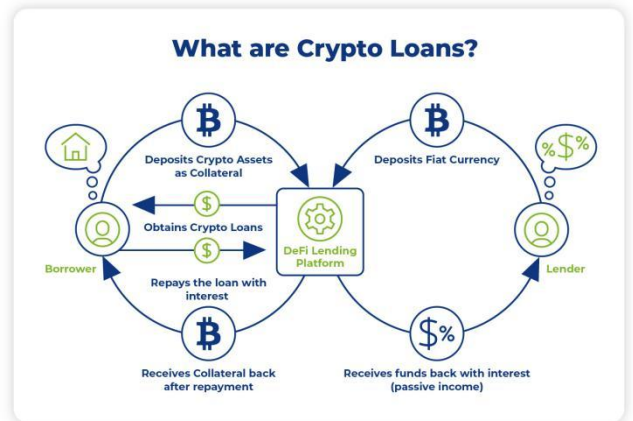 What are Crypto Loans?
Deposits Crypto Assets
as Collateral
Deposits Fiat Currency
% $ %
$
Obtains Crypto Loans
$
DeFi Lending
Platform
Borrower
Lender
Repays the loan with
interest
$%
Receives Collateral back
after repayment
Receives funds back with interest
(passive income)